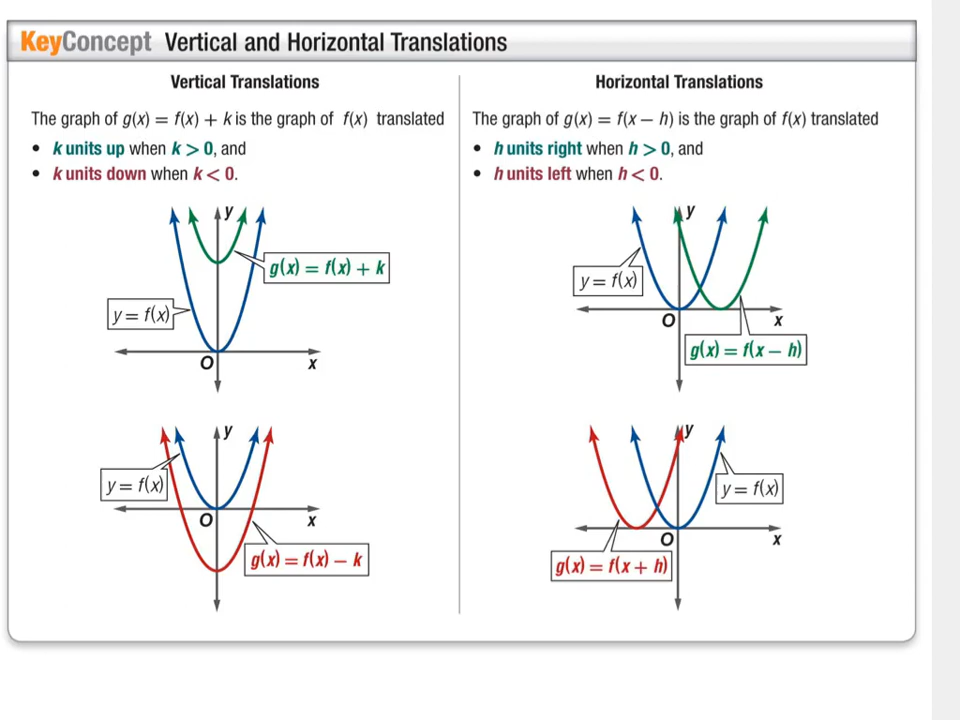 KeyConcept Vertical and Horizontal Translations
Vertical Translations
The graph of g(x) = f(x) + k is the graph of f(x) translated
• k units up when k > 0, and
• k units down when k < 0.
y
g(x) = f(x) + k
y = f(x)
O
x
y
y = f(x)
O
x
g(x) = f(x) − k
Horizontal Translations
The graph of g(x) = f(x − h) is the graph of f(x) translated
• h units right when h > 0, and
• h units left when h < 0.
y
y = f(x)
O
x
g(x) = f(x − h)
y
y = f(x)
O
x
g(x) = f(x + h)